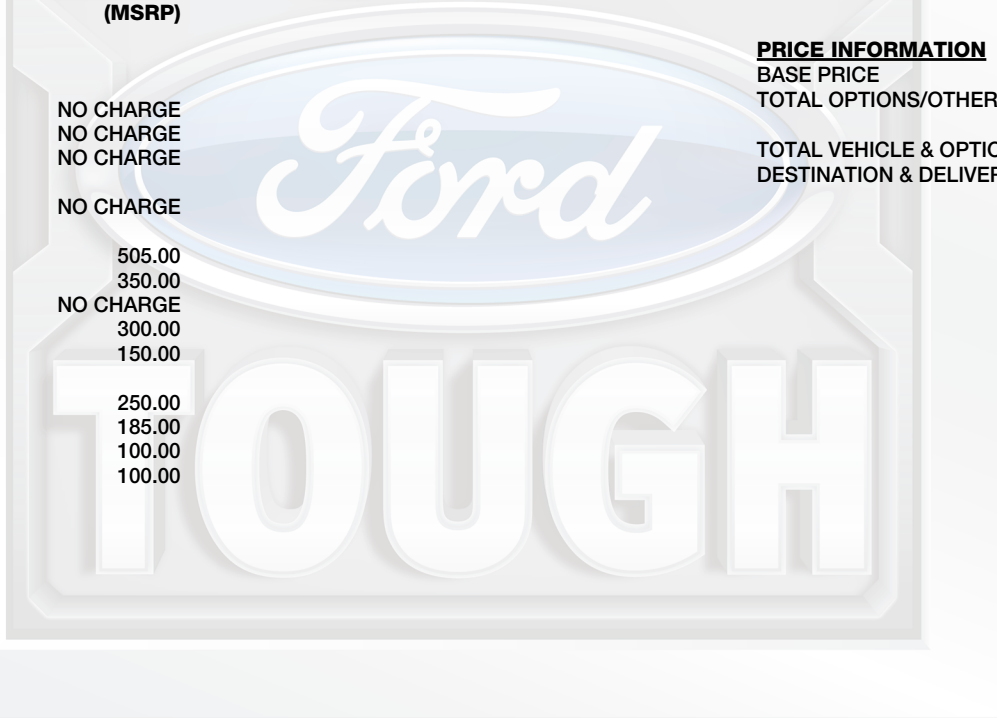 (MSRP)
NO CHARGE
NO CHARGE
NO CHARGE
NO CHARGE
505.00
350.00
NO CHARGE
300.00
150.00
250.00
185.00
100.00
100.00
PRICE INFORMATION
BASE PRICE
TOTAL OPTIONS/OTHER
TOTAL VEHICLE &
DESTINATION &
Ford
TOUGH